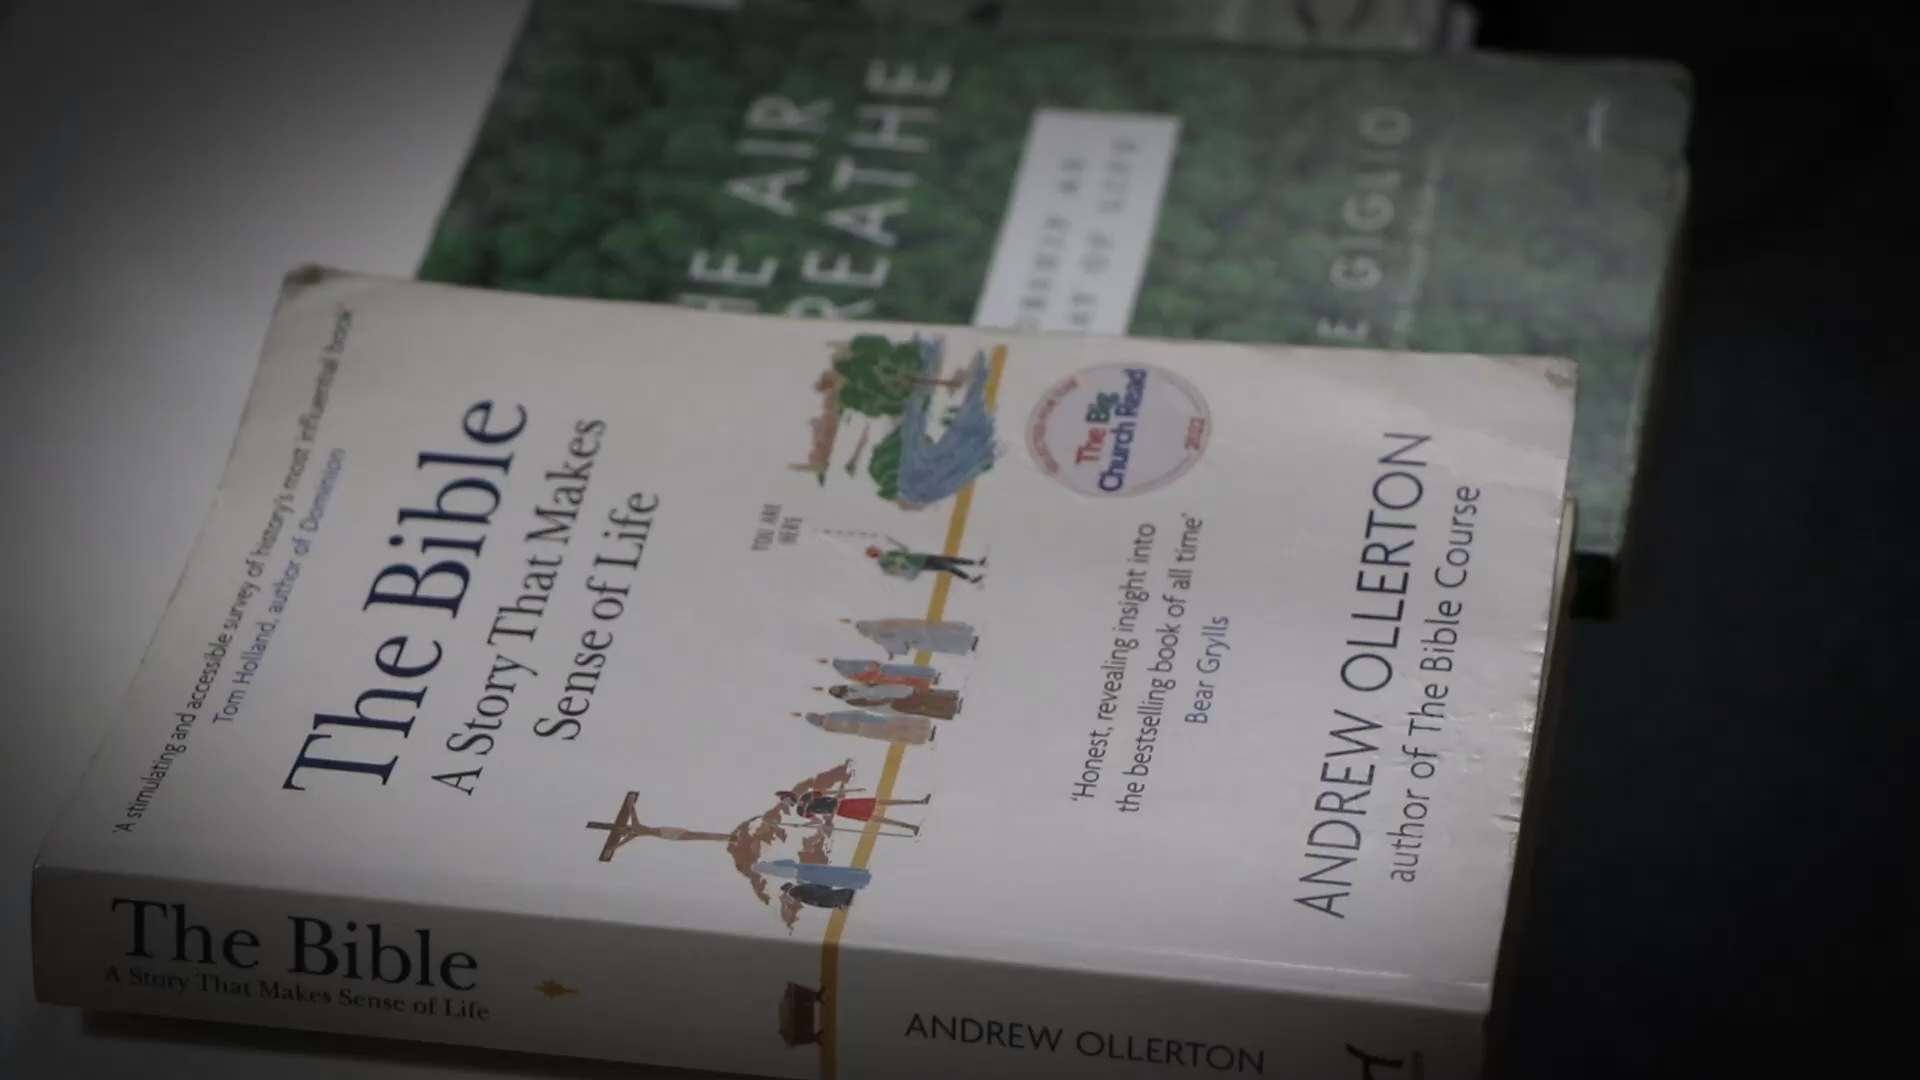 'A stimulating and accessible survey of history's most influential book'
Tom Holland, author of Dominion
The Bible
A Story That Makes
Sense of Life
YOU ARE
HERE
The Big
Church Read
2022
'Honest, revealing insight into
the bestselling book of all time'
Bear Grylls
ANDREW OLLERTON
author of The Bible Course
The Bible
A Story That Makes Sense of Life
ANDREW OLLERTON
AIR
GIGLIO